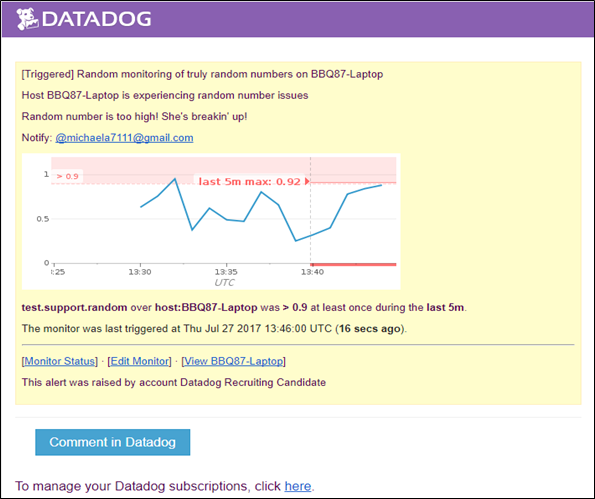 DATADOG
[Triggered] Random monitoring of truly random numbers on BBQ87-Laptop
Host BBQ87-Laptop is experiencing random number issues
Random number is too high! She's breakin' up!
Notify: @michaela7111@gmail.com
1
> 0.9
last 5m max: 0.92
0.5
0
13:30 13:35 13:40
UTC
test.support.random over host:BBQ87-Laptop was > 0.9 at least once during the last 5m.
The monitor was last triggered at Thu Jul 27 2017 13:46:00 UTC (16 secs ago).
[Monitor Status] · [Edit Monitor] · [View BBQ87-Laptop]
This alert was raised by account Datadog Recruiting Candidate
Comment in Datadog
To manage your Datadog subscriptions, click here.